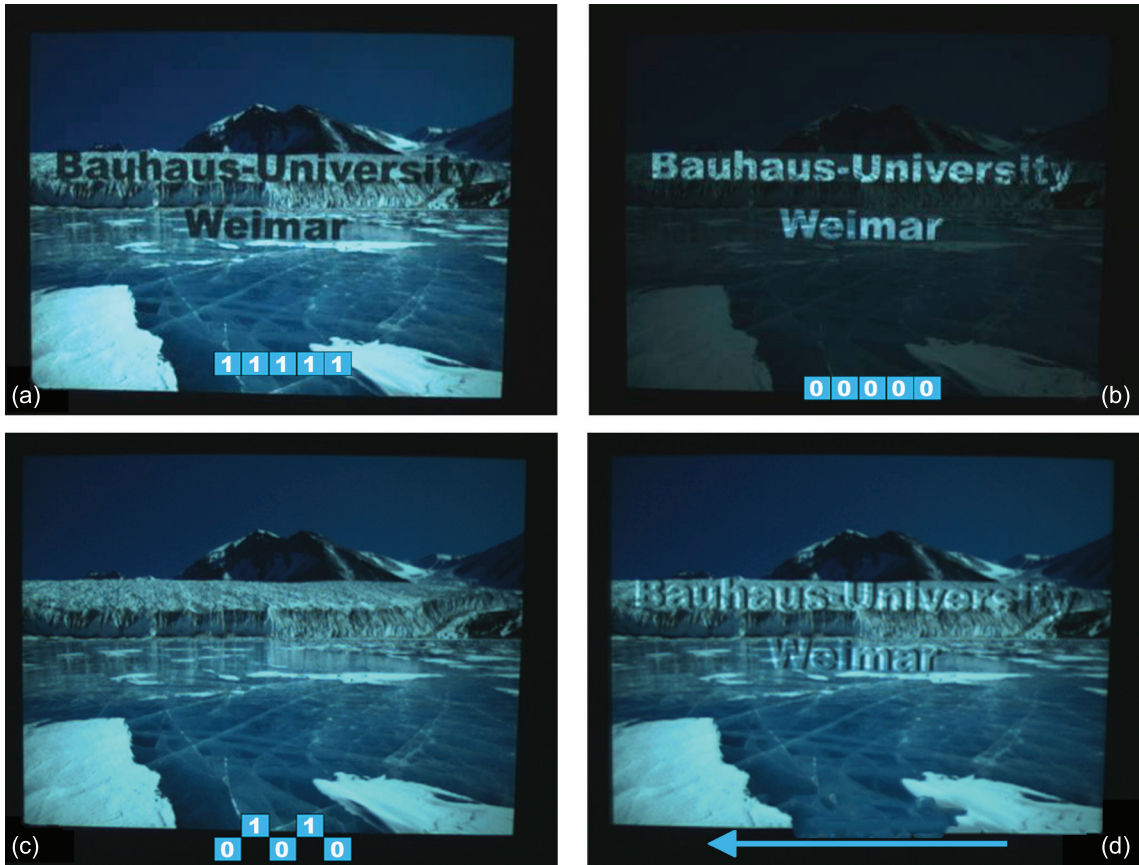 Bauhaus-University
Weimar
1 1 1 1 1
(a)
Bauhaus-University
Weimar
0 0 0 0 0
(b)
1 1
0 0 0
(c)
Bauhaus-University
Weimar
(d)